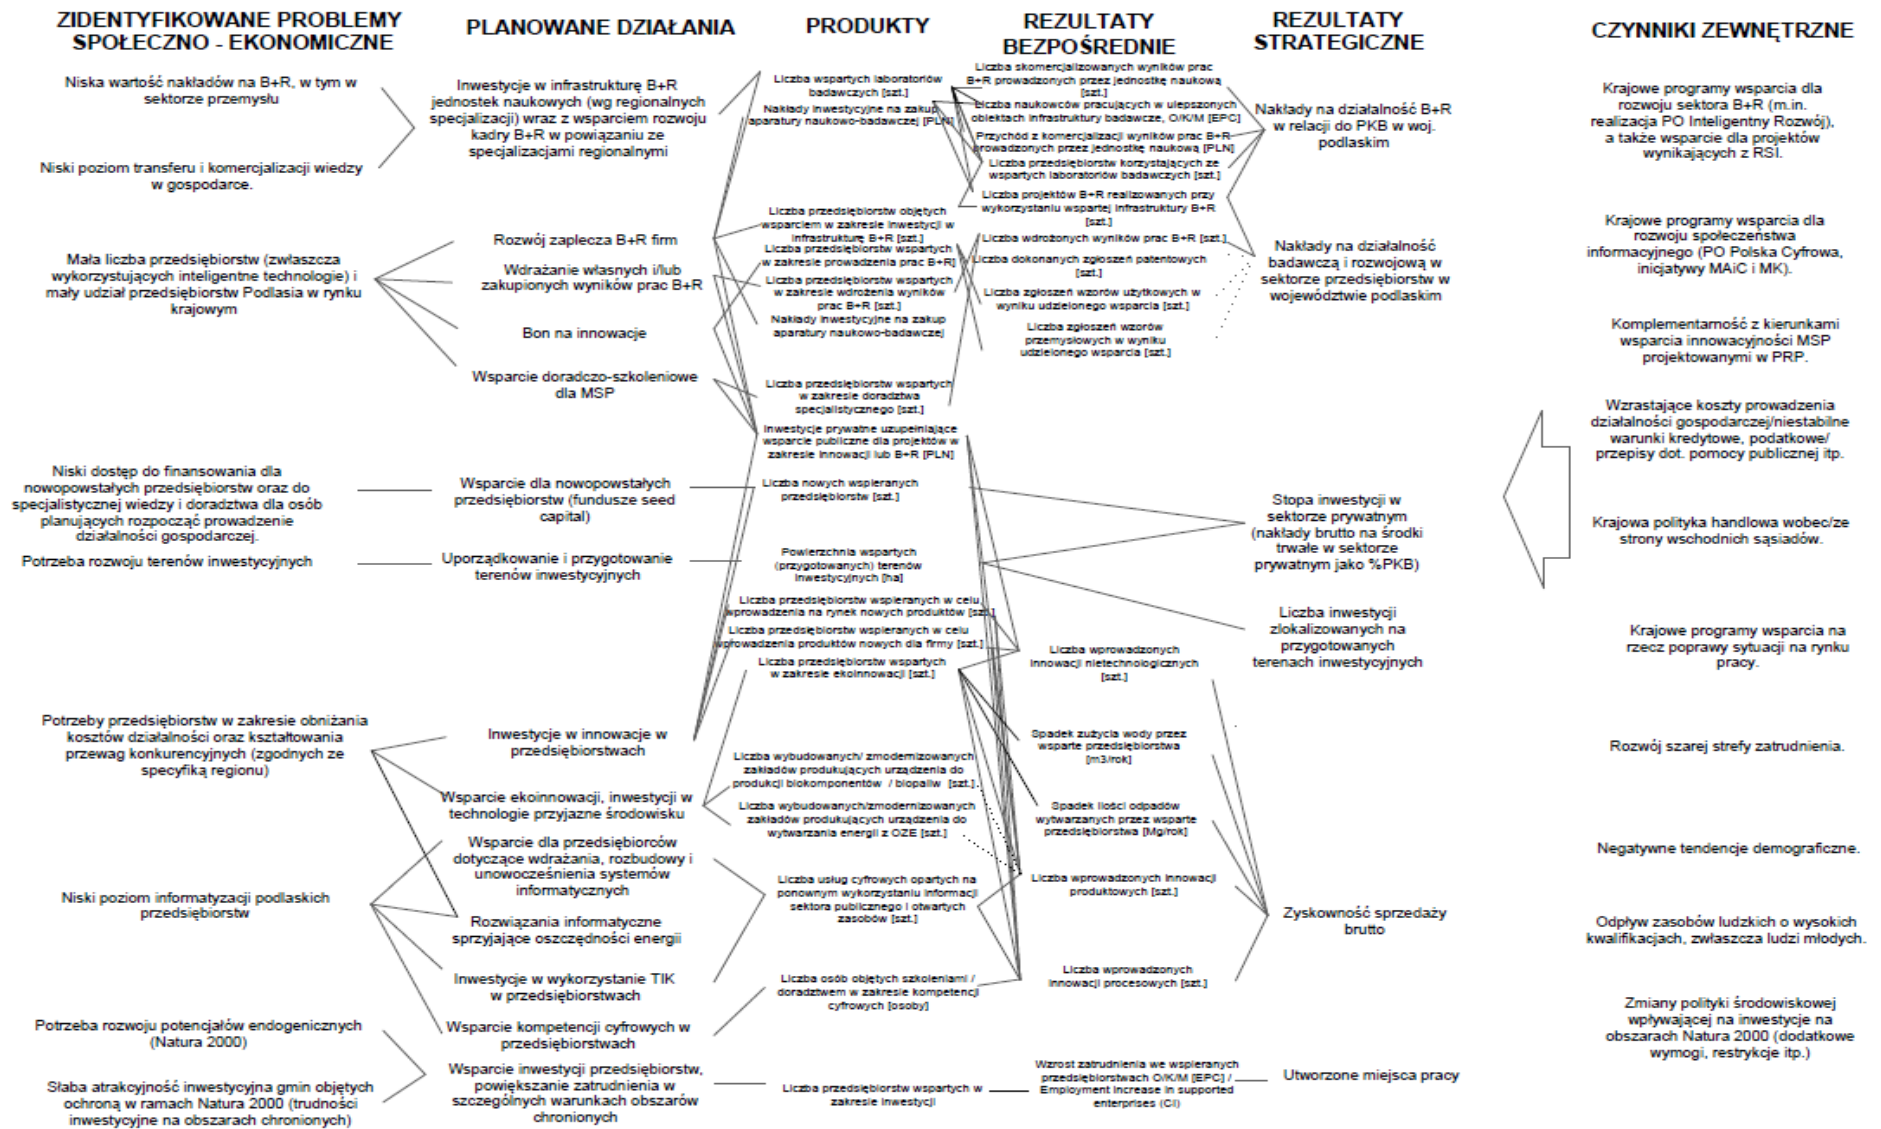 ZIDENTYFIKOWANE PROBLEMY
SPOŁECZNO - EKONOMICZNE
Niska wartość nakładów na B+R, w tym w
sektorze przemysłu
Niski poziom transferu i komercjalizacji wiedzy
w gospodarce.
Mała liczba przedsiębiorstw (zwłaszcza
wykorzystujących inteligentne technologie) i
mały udział przedsiębiorstw Podlasia w rynku
krajowym
Niski dostęp do finansowania dla
nowopowstałych przedsiębiorstw oraz do
specjalistycznej wiedzy i doradztwa dla osób
planujących rozpocząć prowadzenie
działalności gospodarczej.
Potrzeba rozwoju terenów inwestycyjnych
Potrzeby przedsiębiorstw w zakresie obniżania
kosztów działalności oraz kształtowania
przewag konkurencyjnych (zgodnych ze
specyfiką regionu)
Niski poziom informatyzacji podlaskich
przedsiębiorstw
Potrzeba rozwoju potencjałów endogenicznych
(Natura 2000)
Słaba atrakcyjność inwestycyjna gmin objętych
ochroną w ramach Natura 2000 (trudności
inwestycyjne na obszarach chronionych)
PLANOWANE DZIAŁANIA
Inwestycje w infrastrukturę B+R
jednostek naukowych (wg regionalnych
specjalizacji) wraz z wsparciem rozwoju
kadry B+R w powiązaniu ze
specjalizacjami regionalnymi
Rozwój zaplecza B+R firm
Wdrażanie własnych i/lub
zakupionych wyników prac B+R
Bon na innowacje
Wsparcie doradczo-szkoleniowe
dla MSP
Wsparcie dla nowopowstałych
przedsiębiorstw (fundusze seed
capital)
Uporządkowanie i przygotowanie
terenów inwestycyjnych
Inwestycje w innowacje w
przedsiębiorstwach
Wsparcie ekoinnowacji, inwestycji w
technologie przyjazne środowisku
Wsparcie dla przedsiębiorców
dotyczące wdrażania, rozbudowy i
unowocześnienia systemów
informatycznych
Rozwiązania informatyczne
sprzyjające oszczędności energii
Inwestycje w wykorzystanie TIK
w przedsiębiorstwach
Wsparcie kompetencji cyfrowych w
przedsiębiorstwach
Wsparcie inwestycji przedsiębiorstw,
powiększanie zatrudnienia w
szczególnych warunkach obszarów
chronionych
PRODUKTY
Liczba wspartych laboratoriów
badawczych [szt.]
Nakłady inwestycyjne na zakup
aparatury naukowo-badawczej [PLN]
Liczba przedsiębiorstw objętych
wsparciem w zakresie inwestycji w
infrastrukturę B+R [szt.]
Liczba przedsiębiorstw wspartych
w zakresie prowadzenia prac B+R]
Liczba przedsiębiorstw wspartych
w zakresie wdrożenia wyników
prac B+R [szt.]
Nakłady inwestycyjne na zakup
aparatury naukowo-badawczej
Liczba przedsiębiorstw wspartych
w zakresie doradztwa
specjalistycznego [szt.]
Inwestycje prywatne uzupełniające
wsparcie publiczne dla projektów w
zakresie innowacji lub B+R [PLN]
Liczba nowych wspieranych
przedsiębiorstw [szt.]
Powierzchnia wspartych
(przygotowanych) terenów
inwestycyjnych [ha]
Liczba przedsiębiorstw wspieranych w celu
wprowadzenia na rynek nowych produktów [szt.]
Liczba przedsiębiorstw wspieranych w celu
wprowadzenia produktów nowych dla firmy [szt.]
Liczba przedsiębiorstw wspartych
w zakresie ekoinnowacji [szt.]
Liczba wybudowanych/ zmodernizowanych
zakładów produkujących urządzenia do
produkcji biokomponentów / biopaliw [szt.]
Liczba wybudowanych/zmodernizowanych
zakładów produkujących urządzenia do
wytwarzania energii z OZE [szt.]
Liczba usług cyfrowych opartych na
ponownym wykorzystaniu informacji
sektora publicznego i otwartych
zasobów [szt.]
Liczba osób objętych szkoleniami /
doradztwem w zakresie kompetencji
cyfrowych [osoby]
Liczba przedsiębiorstw wspartych w
zakresie inwestycji
REZULTATY
BEZPOŚREDNIE
Liczba skomercjalizowanych wyników prac
B+R prowadzonych przez jednostkę naukową
[szt.]
Liczba naukowców pracujących w ulepszonych
obiektach infrastruktury badawcze, O/K/M [EPC]
Przychód z komercjalizacji wyników prac B+R
prowadzonych przez jednostkę naukową [PLN]
Liczba przedsiębiorstw korzystających ze
wspartych laboratoriów badawczych [szt.]
Liczba projektów B+R realizowanych przy
wykorzystaniu wspartej infrastruktury B+R
[szt.]
Liczba wdrożonych wyników prac B+R [szt.]
Liczba dokonanych zgłoszeń patentowych
[szt.]
Liczba zgłoszeń wzorów użytkowych w
wyniku udzielonego wsparcia [szt.]
Liczba zgłoszeń wzorów
przemysłowych w wyniku
udzielonego wsparcia [szt.]
Liczba wprowadzonych
innowacji nietechnologicznych
[szt.]
Spadek zużycia wody przez
wsparte przedsiębiorstwa
[m3/rok]
Spadek ilości odpadów
wytwarzanych przez wsparte
przedsiębiorstwa [Mg/rok]
Liczba wprowadzonych innowacji
produktowych [szt.]
Liczba wprowadzonych
innowacji procesowych [szt.]
Wzrost zatrudnienia we wspieranych
przedsiębiorstwach O/K/M [EPC] /
Employment increase in supported
enterprises (CI)
REZULTATY
STRATEGICZNE
Nakłady na działalność B+R
w relacji do PKB w woj.
podlaskim
Nakłady na działalność
badawczą i rozwojową w
sektorze przedsiębiorstw w
województwie podlaskim
Stopa inwestycji w
sektorze prywatnym
(nakłady brutto na środki
trwałe w sektorze
prywatnym jako %PKB)
Liczba inwestycji
zlokalizowanych na
przygotowanych
terenach inwestycyjnych
Zyskowność sprzedaży
brutto
Utworzone miejsca pracy
CZYNNIKI ZEWNĘTRZNE
Krajowe programy wsparcia dla
rozwoju sektora B+R (m.in.
realizacja PO Inteligentny Rozwój),
a także wsparcie dla projektów
wynikających z RSI.
Krajowe programy wsparcia dla
rozwoju społeczeństwa
informacyjnego (PO Polska Cyfrowa,
inicjatywy MAiC i MK).
Komplementarność z kierunkami
wsparcia innowacyjności MSP
projektowanymi w PRP.
Wzrastające koszty prowadzenia
działalności gospodarczej/niestabilne
warunki kredytowe, podatkowe/
przepisy dot. pomocy publicznej itp.
Krajowa polityka handlowa wobec/ze
strony wschodnich sąsiadów.
Krajowe programy wsparcia na
rzecz poprawy sytuacji na rynku
pracy.
Rozwój szarej strefy zatrudnienia.
Negatywne tendencje demograficzne.
Odpływ zasobów ludzkich o wysokich
kwalifikacjach, zwłaszcza ludzi młodych.
Zmiany polityki środowiskowej
wpływającej na inwestycje na
obszarach Natura 2000 (dodatkowe
wymogi, restrykcje itp.)